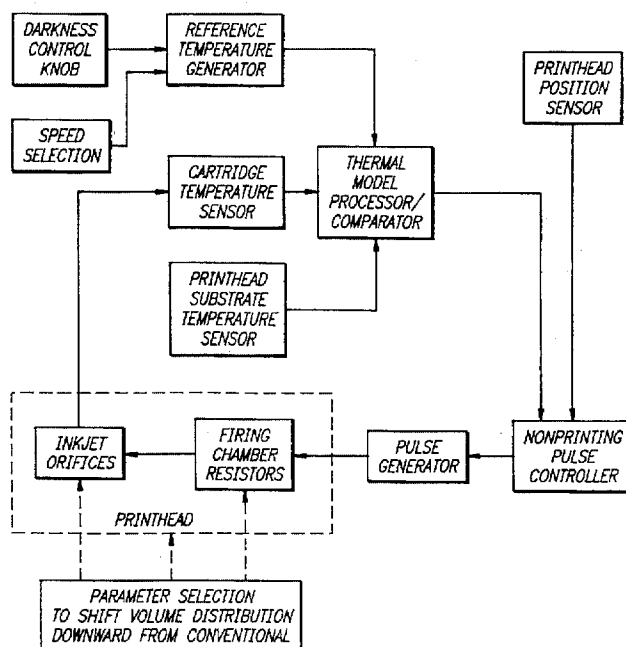 DARKNESS
CONTROL
KNOB
REFERENCE
TEMPERATURE
GENERATOR
PRINTHEAD
POSITION
SENSOR
SPEED
SELECTION
CARTRIDGE
TEMPERATURE
SENSOR
THERMAL
MODEL
PROCESSOR/
COMPARATOR
PRINTHEAD
SUBSTRATE
TEMPERATURE
SENSOR
INKJET
ORIFICES
FIRING
CHAMBER
RESISTORS
PULSE
GENERATOR
NONPRINTING
PULSE
CONTROLLER
PRINTHEAD
PARAMETER SELECTION
TO SHIFT VOLUME DISTRIBUTION
DOWNWARD FROM CONVENTIONAL